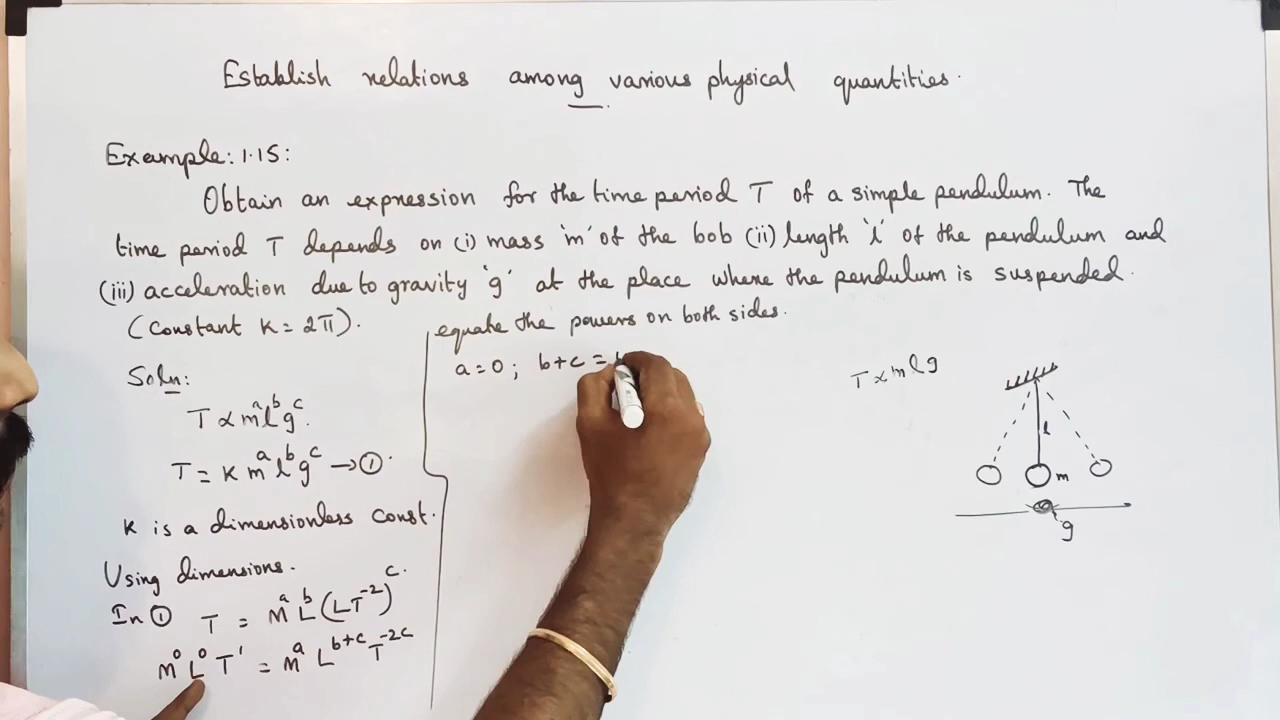 Establish relations among various physical quantities.
Example: 1.15:
Obtain an expression for the time period T of a simple pendulum. The
time period T depends on (i) mass 'm' of the bob (ii) length 'l' of the pendulum and
(iii) acceleration due to gravity 'g' at the place where the pendulum is suspended.
(Constant K = 2π).
Soln:
T ∝ m^a l^b g^c.
T = K m^a l^b g^c → ①.
K is a dimensionless const.
Using dimensions.
In ① T = M^a L^b (LT^-2)^c.
M^0 L^0 T^1 = M^a L^b+c T^-2c
equate the powers on both sides.
a = 0 ; b + c =
T ∝ m l g
l
m
g